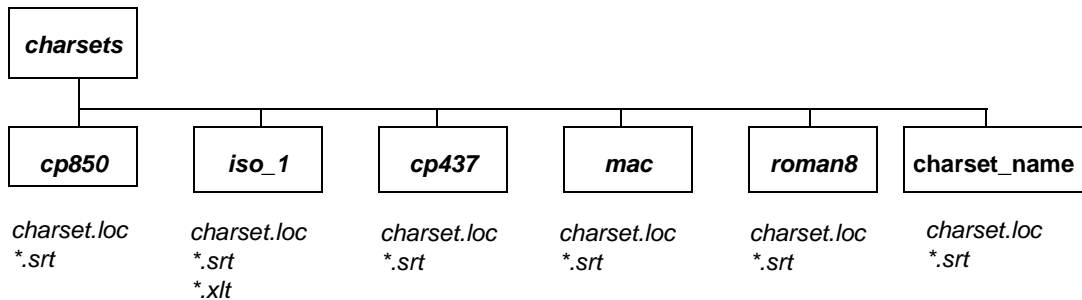 charsets
cp850
iso_1
cp437
mac
roman8
charset_name
charset.loc
*.srt
charset.loc
*.srt
*.xlt
charset.loc
*.srt
charset.loc
*.srt
charset.loc
*.srt
charset.loc
*.srt